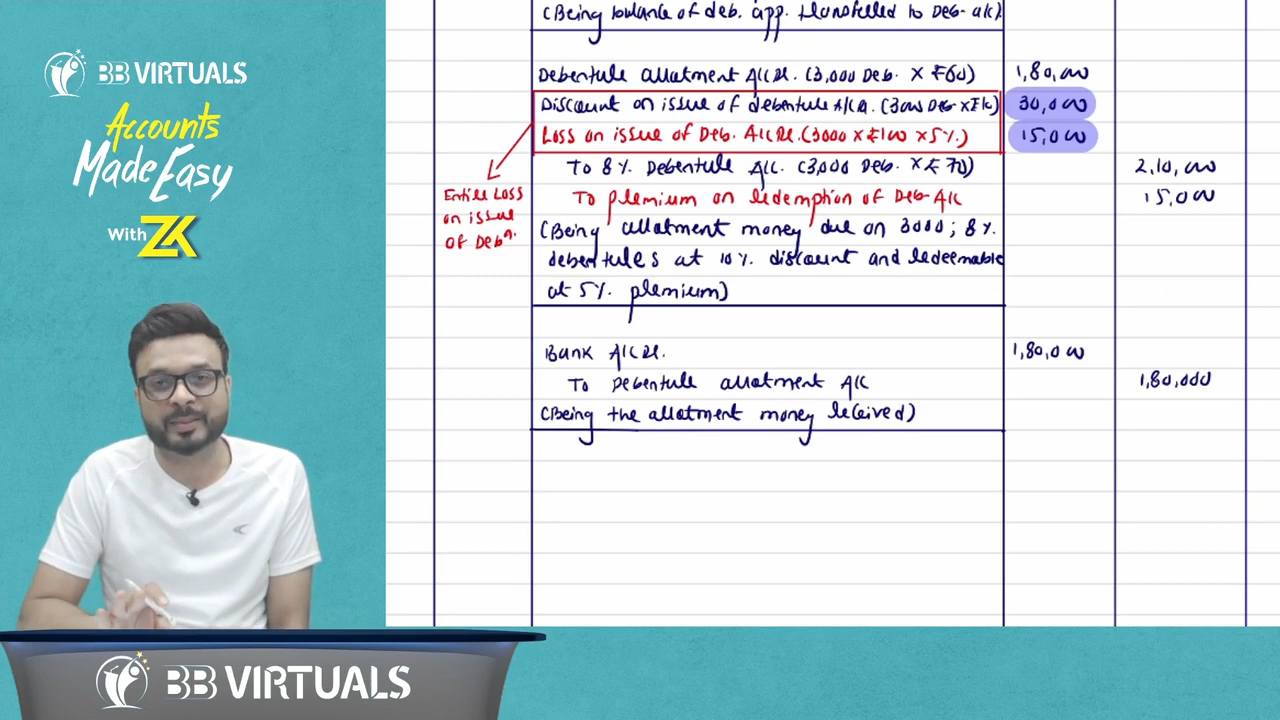 BB VIRTUALS
Accounts
Made Easy
With ZK
(Being balance of deb. app. transferred to Deb. a/c).
Debenture allotment A/c Dr. (3,000 Deb. × ₹60) 1,80,000
Discount on issue of debenture A/c Dr. (3000 Deb × ₹10) 30,000
Loss on issue of Deb. A/c Dr. (3000 × ₹100 × 5%) 15,000
To 8% Debenture A/c. (3,000 Deb. × ₹70) 2,10,000
To premium on redemption of Deb. A/c 15,000
(Being allotment money due on 3000; 8%
debentures at 10% discount and redeemable
at 5% premium)
Entire Loss
on issue
of Debn.
Bank A/c Dr. 1,80,000
To Debenture allotment A/c 1,80,000
(Being the allotment money received)
BB VIRTUALS